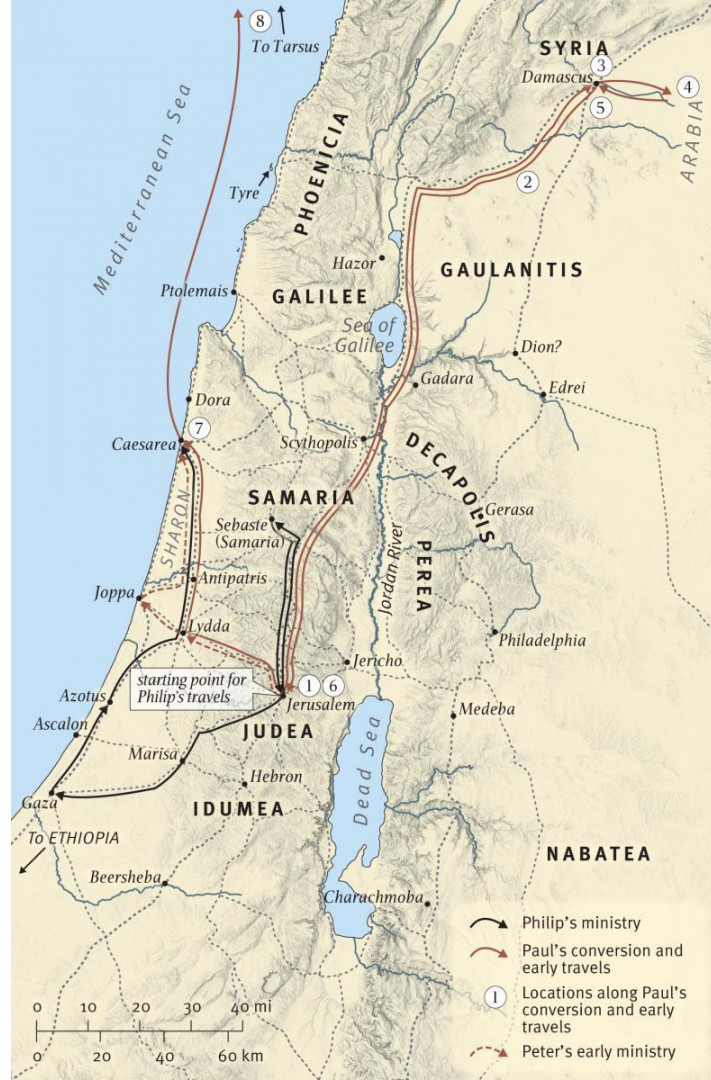 8
To Tarsus
SYRIA
3
Damascus
4
5
ARABIA
Mediterranean Sea
PHOENICIA
2
Tyre
Hazor
GAULANITIS
Ptolemais
GALILEE
Sea of
Galilee
Dion?
Gadara
Edrei
Dora
7
Caesarea
Scythopolis
DECAPOLIS
SAMARIA
SHARON
Sebaste
(Samaria)
Gerasa
Jordan River
PEREA
Antipatris
Joppa
Lydda
Philadelphia
Jericho
starting point for
Philip's travels
1 6
Jerusalem
Azotus
Ascalon
JUDEA
Medeba
Marisa
Hebron
Dead Sea
Gaza
IDUMEA
To ETHIOPIA
NABATEA
Beersheba
Charachmoba
Philip's ministry
Paul's conversion and
early travels
1 Locations along Paul's
conversion and early
travels
Peter's early ministry
0 10 20 30 40 mi
0 20 40 60 km